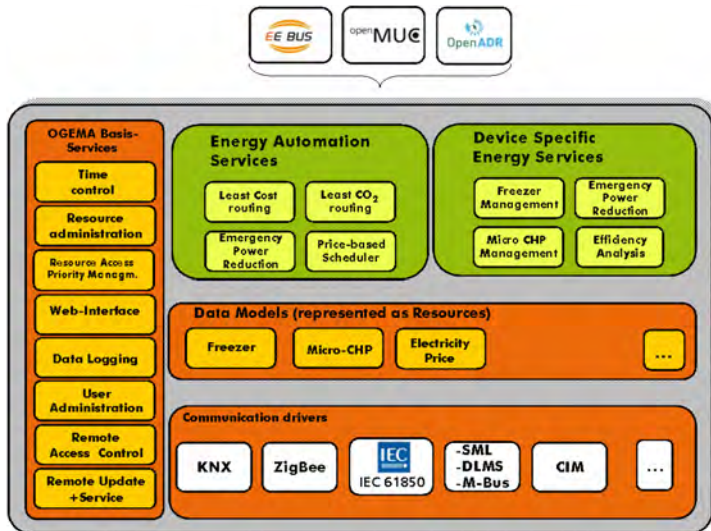 EE BUS
openMUC
OpenADR
OGEMA Basis-
Services
Time
control
Resource
administration
Resource Access
Priority Managm.
Web-Interface
Data Logging
User
Administration
Remote
Access Control
Remote Update
+Service
Energy Automation
Services
Least Cost
routing
Least CO2
routing
Emergency
Power
Reduction
Price-based
Scheduler
Device Specific
Energy Services
Freezer
Management
Emergency
Power
Reduction
Micro CHP
Management
Efficiency
Analysis
Data Models (represented as Resources)
Freezer
Micro-CHP
Electricity
Price
...
Communication drivers
KNX
ZigBee
IEC
IEC 61850
-SML
-DLMS
-M-Bus
CIM
...